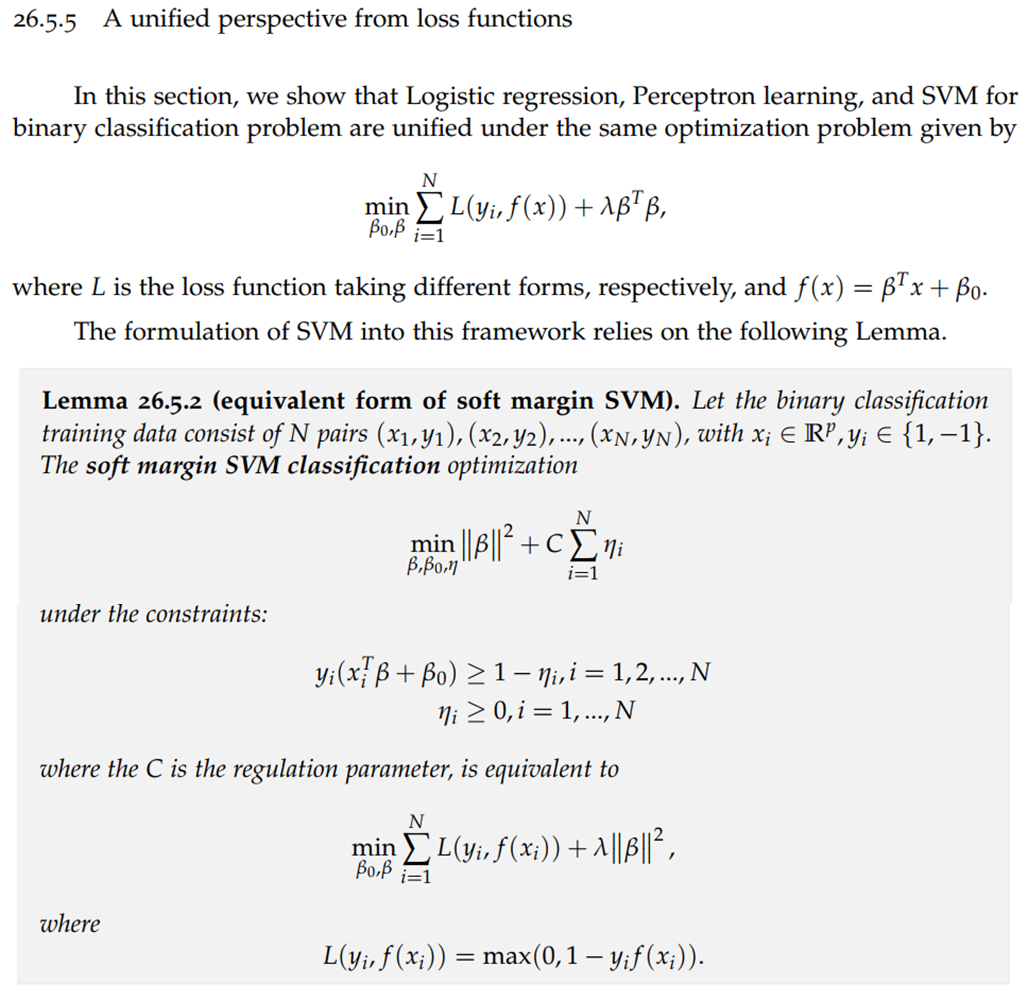 26.5.5 A unified perspective from loss functions
In this section, we show that Logistic regression, Perceptron learning, and SVM for
binary classification problem are unified under the same optimization problem given by
$$\min_{\beta_0,\beta} \sum_{i=1}^{N} L(y_i, f(x)) + \lambda\beta^T\beta,$$
where L is the loss function taking different forms, respectively, and $f(x) = \beta^T x + \beta_0$.
The formulation of SVM into this framework relies on the following Lemma.
Lemma 26.5.2 (equivalent form of soft margin SVM). Let the binary classification
training data consist of N pairs $(x_1, y_1), (x_2, y_2), ..., (x_N, y_N)$, with $x_i \in \mathbb{R}^p, y_i \in \{1, -1\}$.
The soft margin SVM classification optimization
$$\min_{\beta,\beta_0,\eta} \|\beta\|^2 + C \sum_{i=1}^{N} \eta_i$$
under the constraints:
$$y_i(x_i^T\beta + \beta_0) \geq 1 - \eta_i, i = 1, 2, ..., N$$
$$\eta_i \geq 0, i = 1, ..., N$$
where the C is the regulation parameter, is equivalent to
$$\min_{\beta_0,\beta} \sum_{i=1}^{N} L(y_i, f(x_i)) + \lambda\|\beta\|^2,$$
where
$$L(y_i, f(x_i)) = \max(0, 1 - y_i f(x_i)).$$